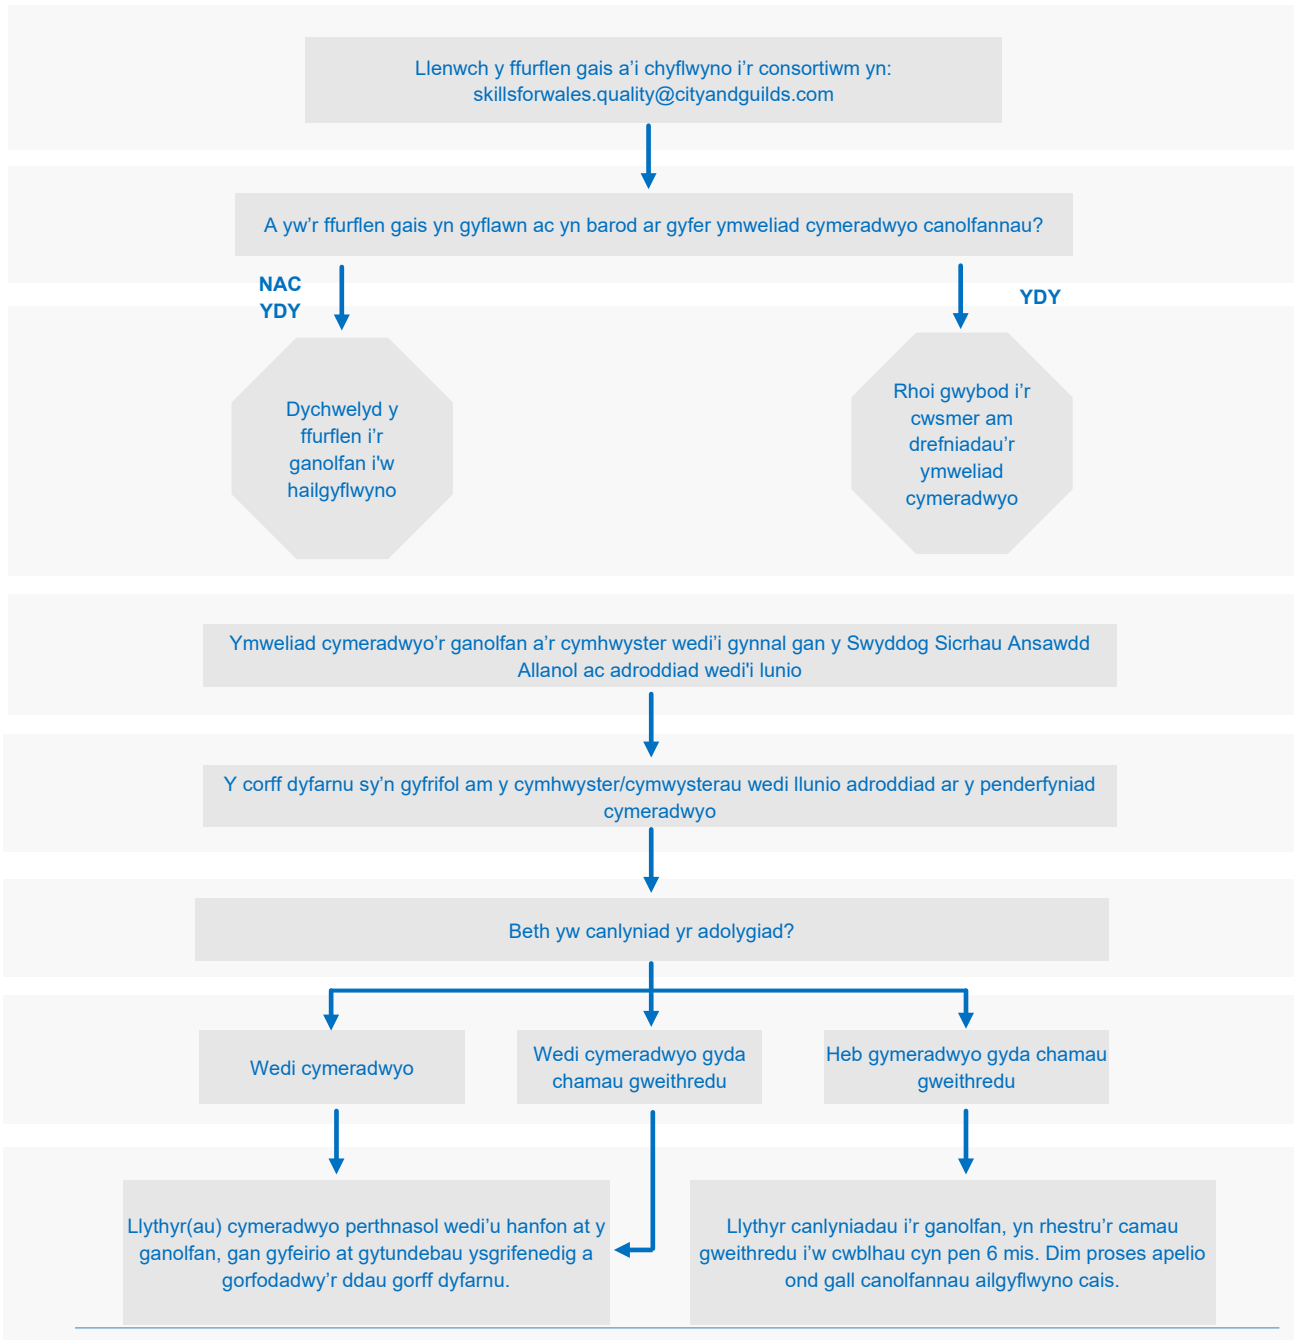 Llenwch y ffurflen gais a'i chyflwyno i'r consortiwm yn:
skillsforwales.quality@cityandguilds.com
A yw'r ffurflen gais yn gyflawn ac yn barod ar gyfer ymweliad cymeradwyo canolfannau?
NAC
YDY
YDY
Dychwelyd y
ffurflen i'r
ganolfan i'w
hailgyflwyno
Rhoi gwybod i'r
cwsmer am
drefniadau'r
ymweliad
cymeradwyo
Ymweliad cymeradwyo'r ganolfan a'r cymhwyster wedi'i gynnal gan y Swyddog Sicrhau Ansawdd
Allanol ac adroddiad wedi'i lunio
Y corff dyfarnu sy'n gyfrifol am y cymhwyster/cymwysterau wedi llunio adroddiad ar y penderfyniad
cymeradwyo
Beth yw canlyniad yr adolygiad?
Wedi cymeradwyo
Wedi cymeradwyo gyda
chamau gweithredu
Heb gymeradwyo gyda chamau
gweithredu
Llythyr(au) cymeradwyo perthnasol wedi'u hanfon at y
ganolfan, gan gyfeirio at gytundebau ysgrifenedig a
gorfodadwy'r ddau gorff dyfarnu.
Llythyr canlyniadau i'r ganolfan, yn rhestru'r camau
gweithredu i'w cwblhau cyn pen 6 mis. Dim proses apelio
ond gall canolfannau ailgyflwyno cais.